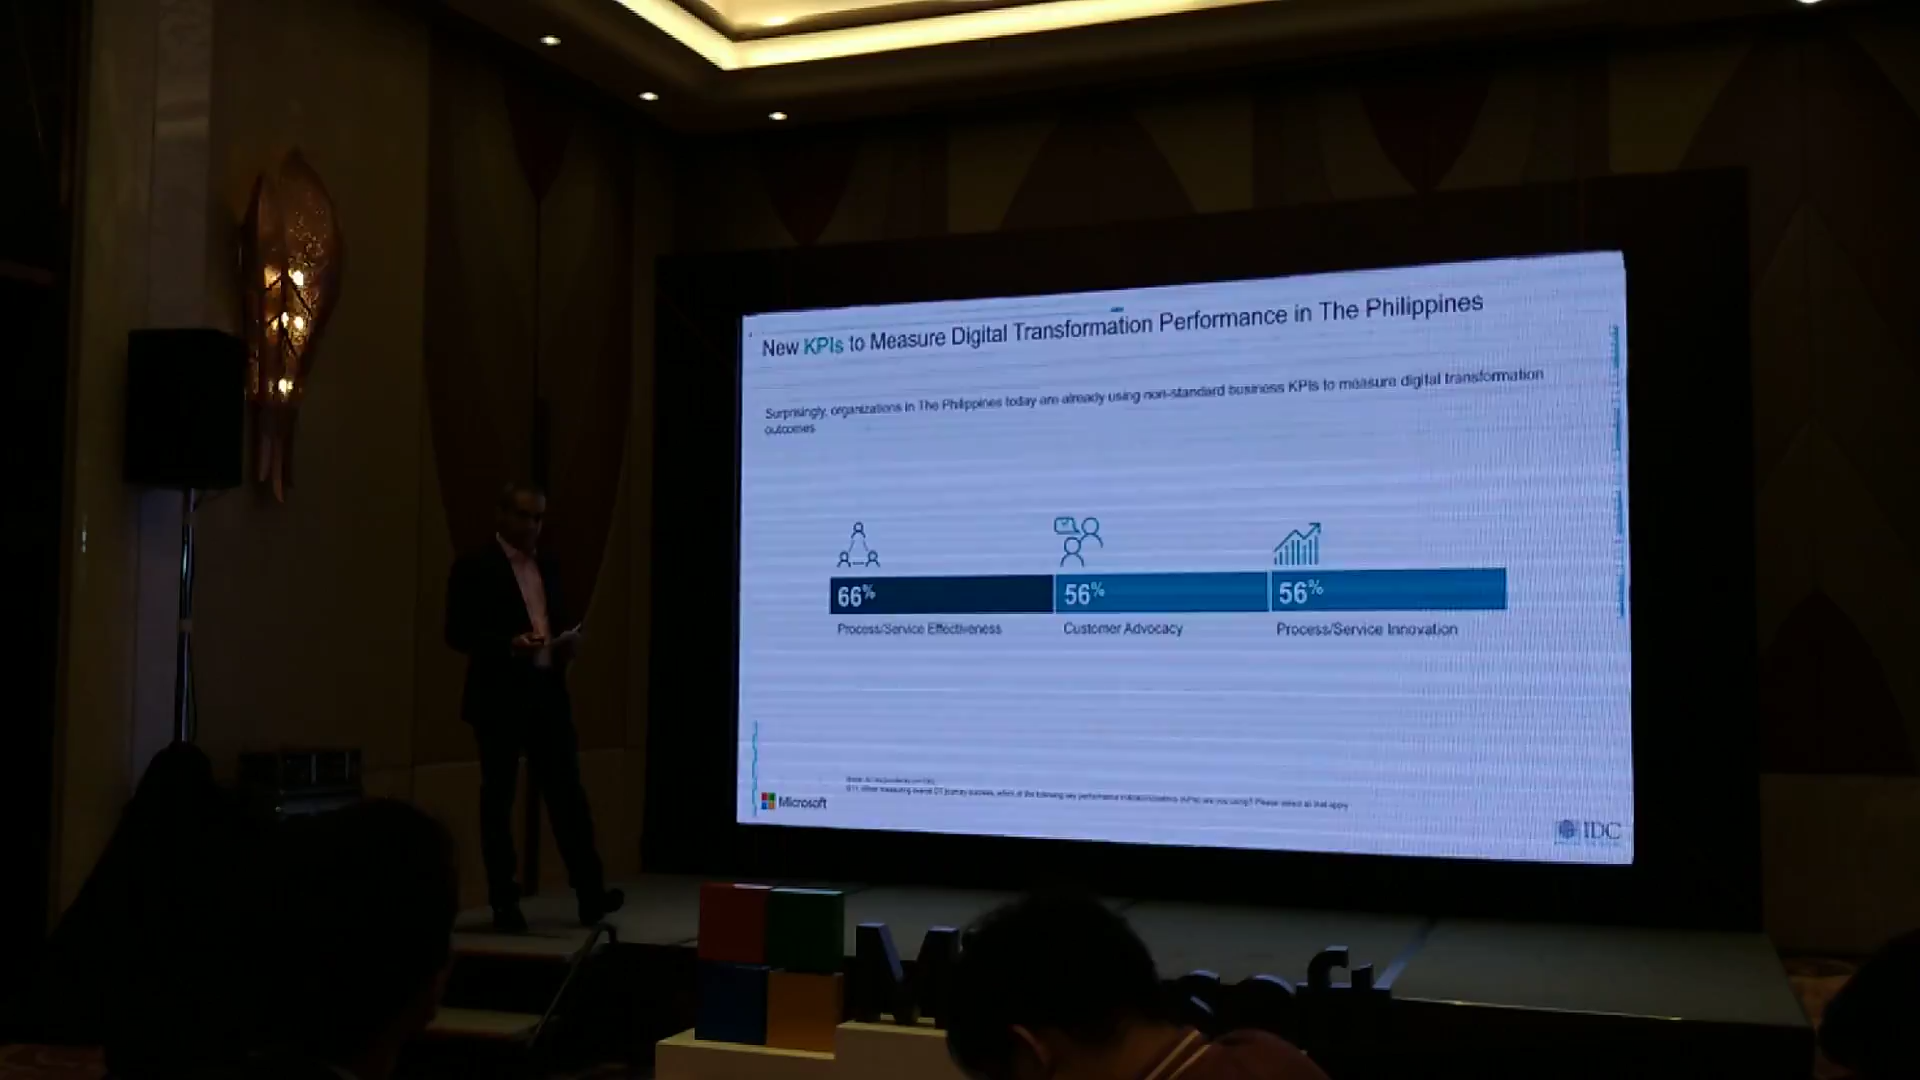 New KPIs to Measure Digital Transformation Performance in The Philippines
Surprisingly, organizations in The Philippines today are already using non-standard business KPIs to measure digital transformation
outcomes
66%
56%
56%
Process/Service Effectiveness
Customer Advocacy
Process/Service Innovation
Microsoft
IDC